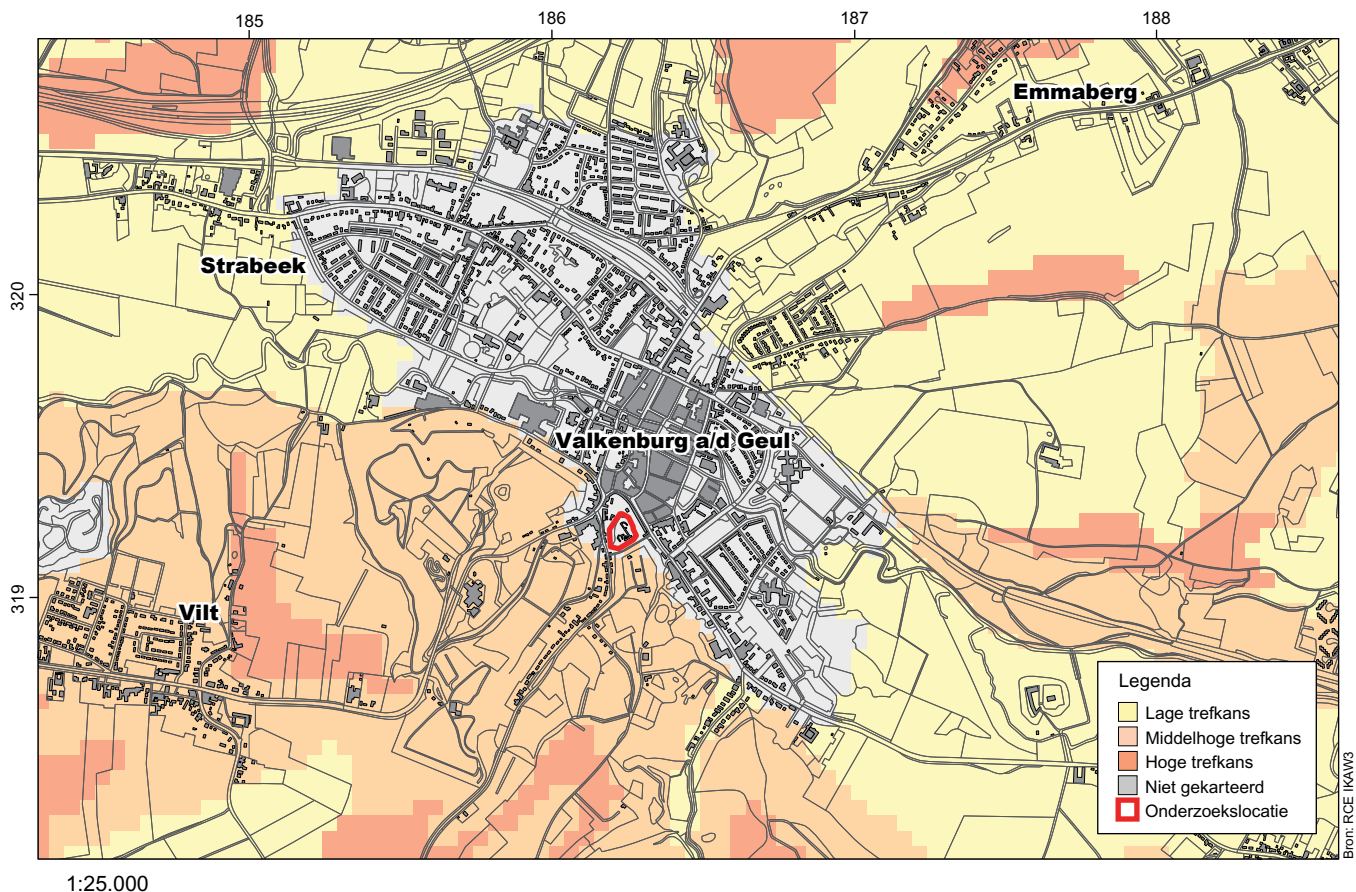 185 186 187 188
Emmaberg
Strabeek
320
Valkenburg a/d Geul
319
Vilt
Legenda
Lage trefkans
Middelhoge trefkans
Hoge trefkans
Niet gekarteerd
Onderzoekslocatie
Bron: RCE IKAW3
1:25.000